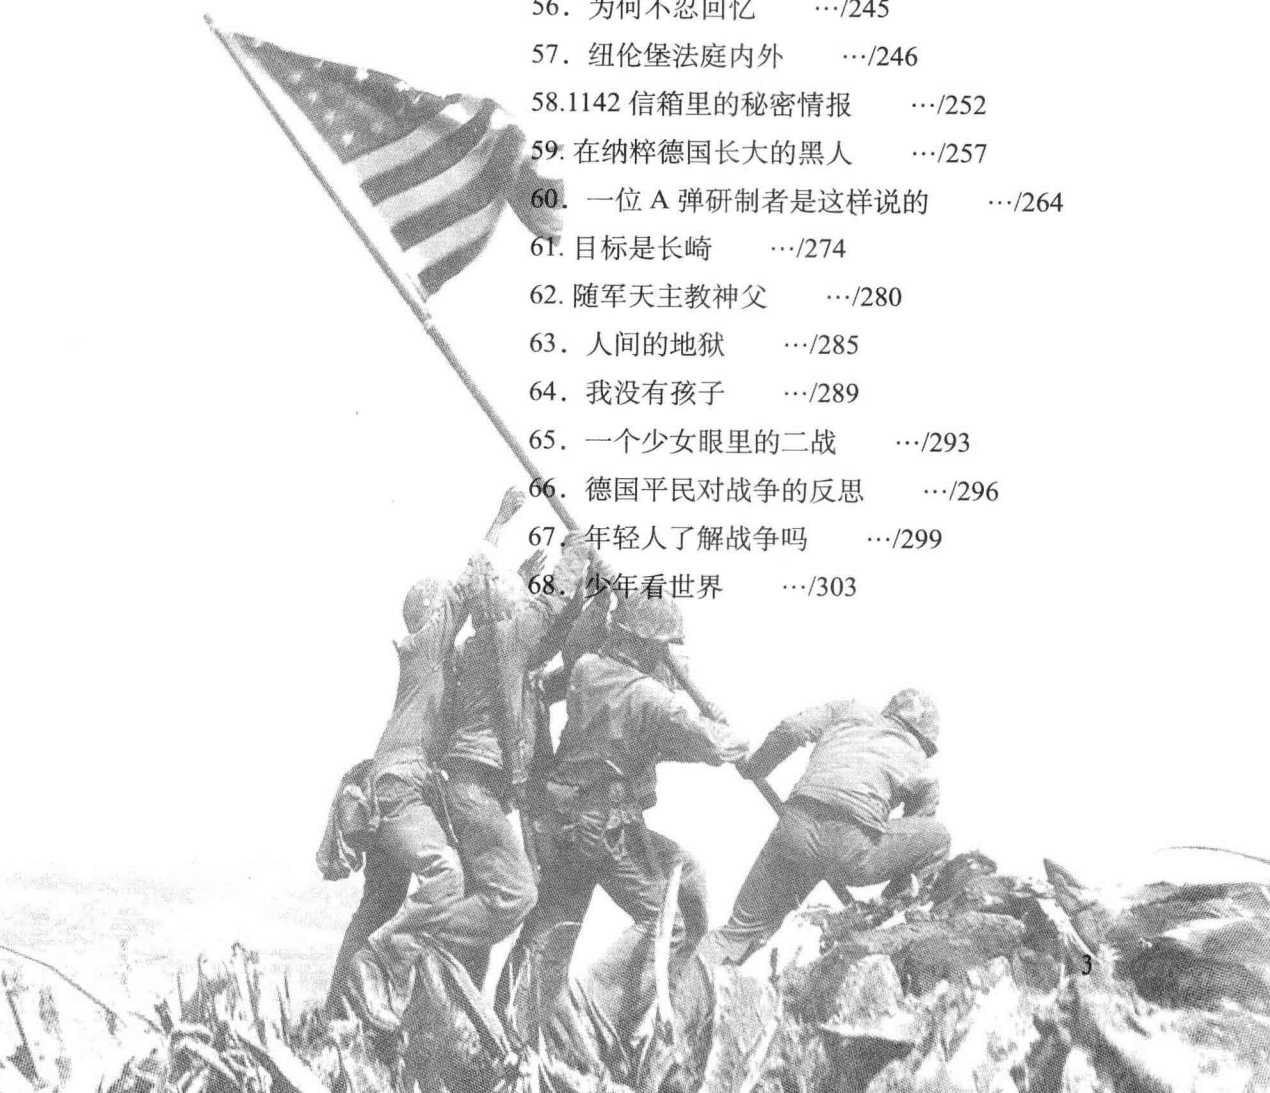 56．为何不忍回忆 …/245
57．纽伦堡法庭内外 …/246
58.1142 信箱里的秘密情报 …/252
59. 在纳粹德国长大的黑人 …/257
60．一位 A 弹研制者是这样说的 …/264
61. 目标是长崎 …/274
62. 随军天主教神父 …/280
63．人间的地狱 …/285
64．我没有孩子 …/289
65．一个少女眼里的二战 …/293
66．德国平民对战争的反思 …/296
67．年轻人了解战争吗 …/299
68．少年看世界 …/303
3